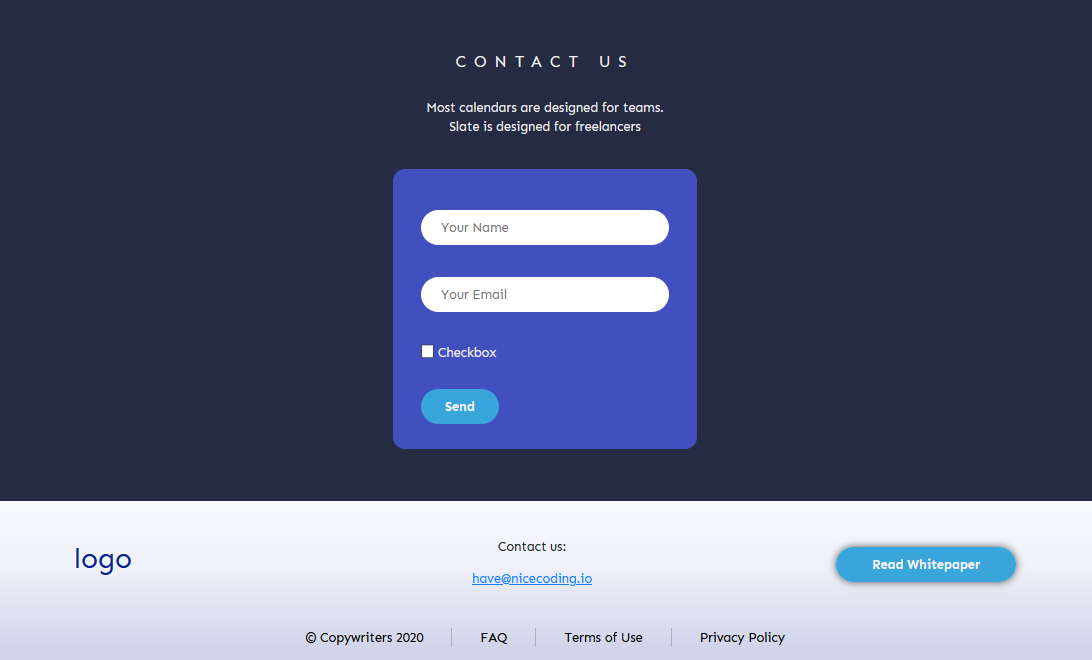 CONTACT US
Most calendars are designed for teams.
Slate is designed for freelancers
Your Name
Your Email
Checkbox
Send
logo
Contact us:
have@nicecoding.io
Read Whitepaper
© Copywriters 2020
FAQ
Terms of Use
Privacy Policy